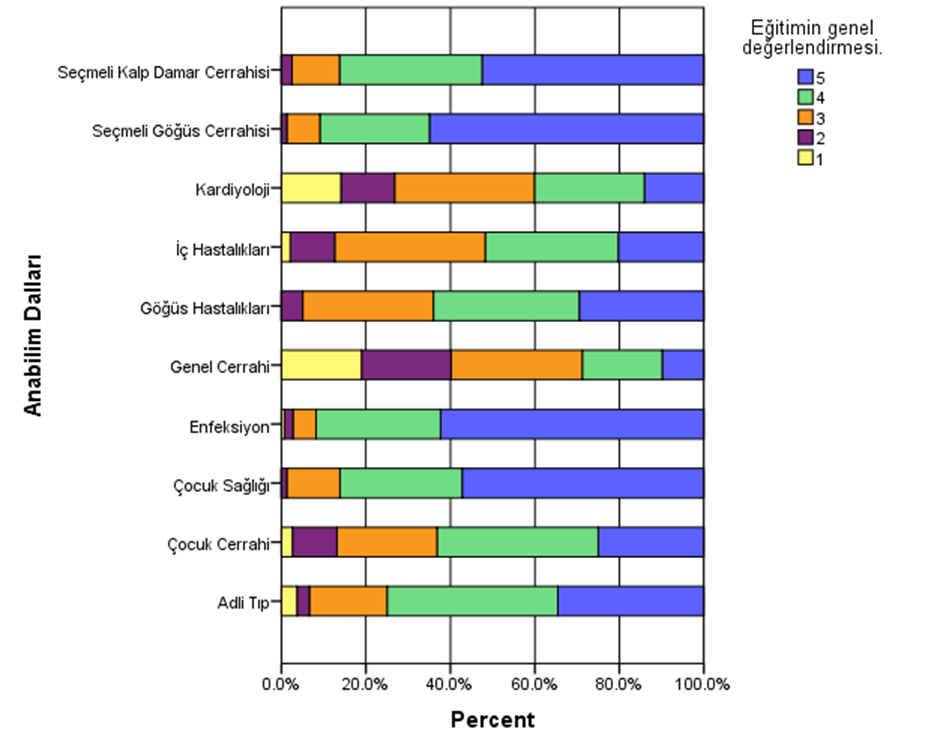 Eğitimin genel
değerlendirmesi.
5
4
3
2
1
Anabilim Dalları
Seçmeli Kalp Damar Cerrahisi
Seçmeli Göğüs Cerrahisi
Kardiyoloji
İç Hastalıkları
Göğüs Hastalıkları
Genel Cerrahi
Enfeksiyon
Çocuk Sağlığı
Çocuk Cerrahi
Adli Tıp
0.0% 20.0% 40.0% 60.0% 80.0% 100.0%
Percent